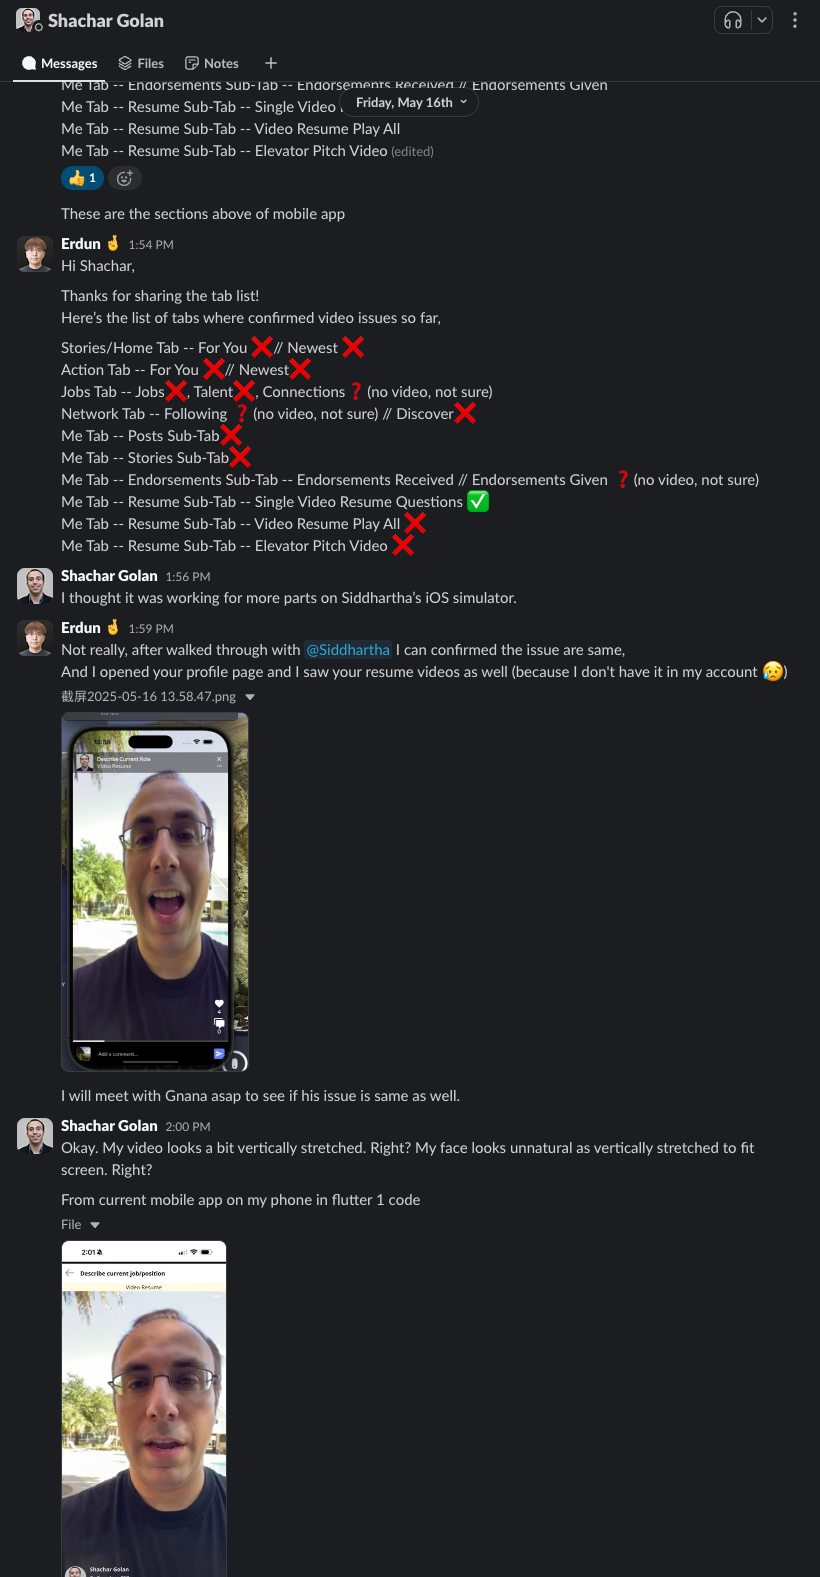 Shachar Golan
Messages
Files
Notes
Me Tab -- Endorsements Sub-Tab -- Endorsements Received // Endorsements Given
Me Tab -- Resume Sub-Tab -- Single Video
Friday, May 16th
Me Tab -- Resume Sub-Tab -- Video Resume Play All
Me Tab -- Resume Sub-Tab -- Elevator Pitch Video (edited)
👍 1
These are the sections above of mobile app
Erdun 🤞 1:54 PM
Hi Shachar,
Thanks for sharing the tab list!
Here's the list of tabs where confirmed video issues so far,
Stories/Home Tab -- For You ❌// Newest ❌
Action Tab -- For You ❌// Newest❌
Jobs Tab -- Jobs❌, Talent❌, Connections ❓ (no video, not sure)
Network Tab -- Following ❓ (no video, not sure) // Discover❌
Me Tab -- Posts Sub-Tab❌
Me Tab -- Stories Sub-Tab❌
Me Tab -- Endorsements Sub-Tab -- Endorsements Received // Endorsements Given ❓ (no video, not sure)
Me Tab -- Resume Sub-Tab -- Single Video Resume Questions ✅
Me Tab -- Resume Sub-Tab -- Video Resume Play All ❌
Me Tab -- Resume Sub-Tab -- Elevator Pitch Video ❌
Shachar Golan 1:56 PM
I thought it was working for more parts on Siddhartha's iOS simulator.
Erdun 🤞 1:59 PM
Not really, after walked through with @Siddhartha I can confirmed the issue are same,
And I opened your profile page and I saw your resume videos as well (because I don't have it in my account 😥)
截屏2025-05-16 13.58.47.png
13:58
Describe Current Role
Video Resume
4
0
Add a comment...
I will meet with Gnana asap to see if his issue is same as well.
Shachar Golan 2:00 PM
Okay. My video looks a bit vertically stretched. Right? My face looks unnatural as vertically stretched to fit
screen. Right?
From current mobile app on my phone in flutter 1 code
File
2:01
Describe current job/position
Video Resume
Shachar Golan